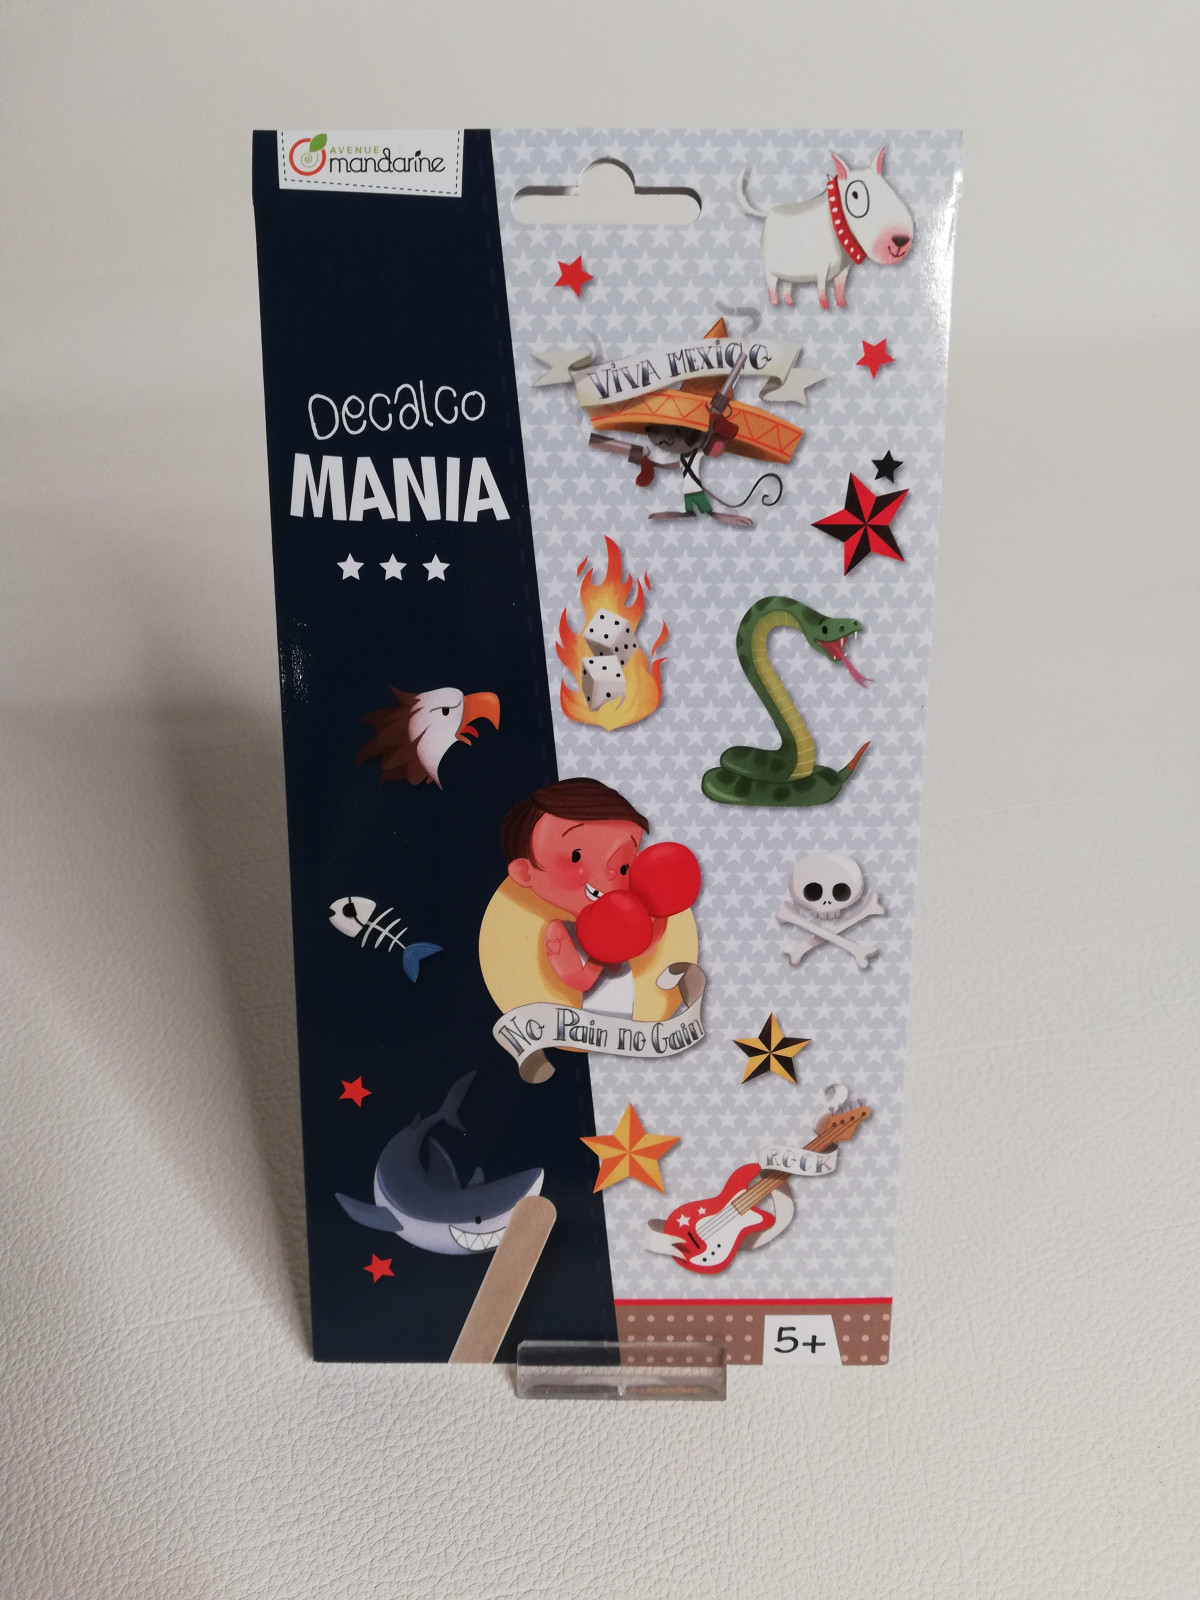 AVENUE
mandarine
Decalco
MANIA
VIVA MEXICO
No Pain no Gain
ROCK
5+